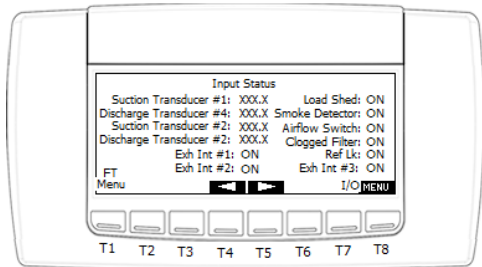 Input Status
Suction Transducer #1: XXX.X Load Shed: ON
Discharge Transducer #4: XXX.X Smoke Detector: ON
Suction Transducer #2: XXX.X Airflow Switch: ON
Discharge Transducer #2: XXX.X Clogged Filter: ON
Exh Int #1: ON Ref Lk: ON
Exh Int #2: ON Exh Int #3: ON
FT
Menu I/O MENU
T1 T2 T3 T4 T5 T6 T7 T8